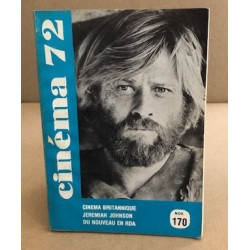 cinéma 72
CINEMA BRITANNIQUE
JEREMIAH JOHNSON
DU NOUVEAU EN RDA
NOV.
170